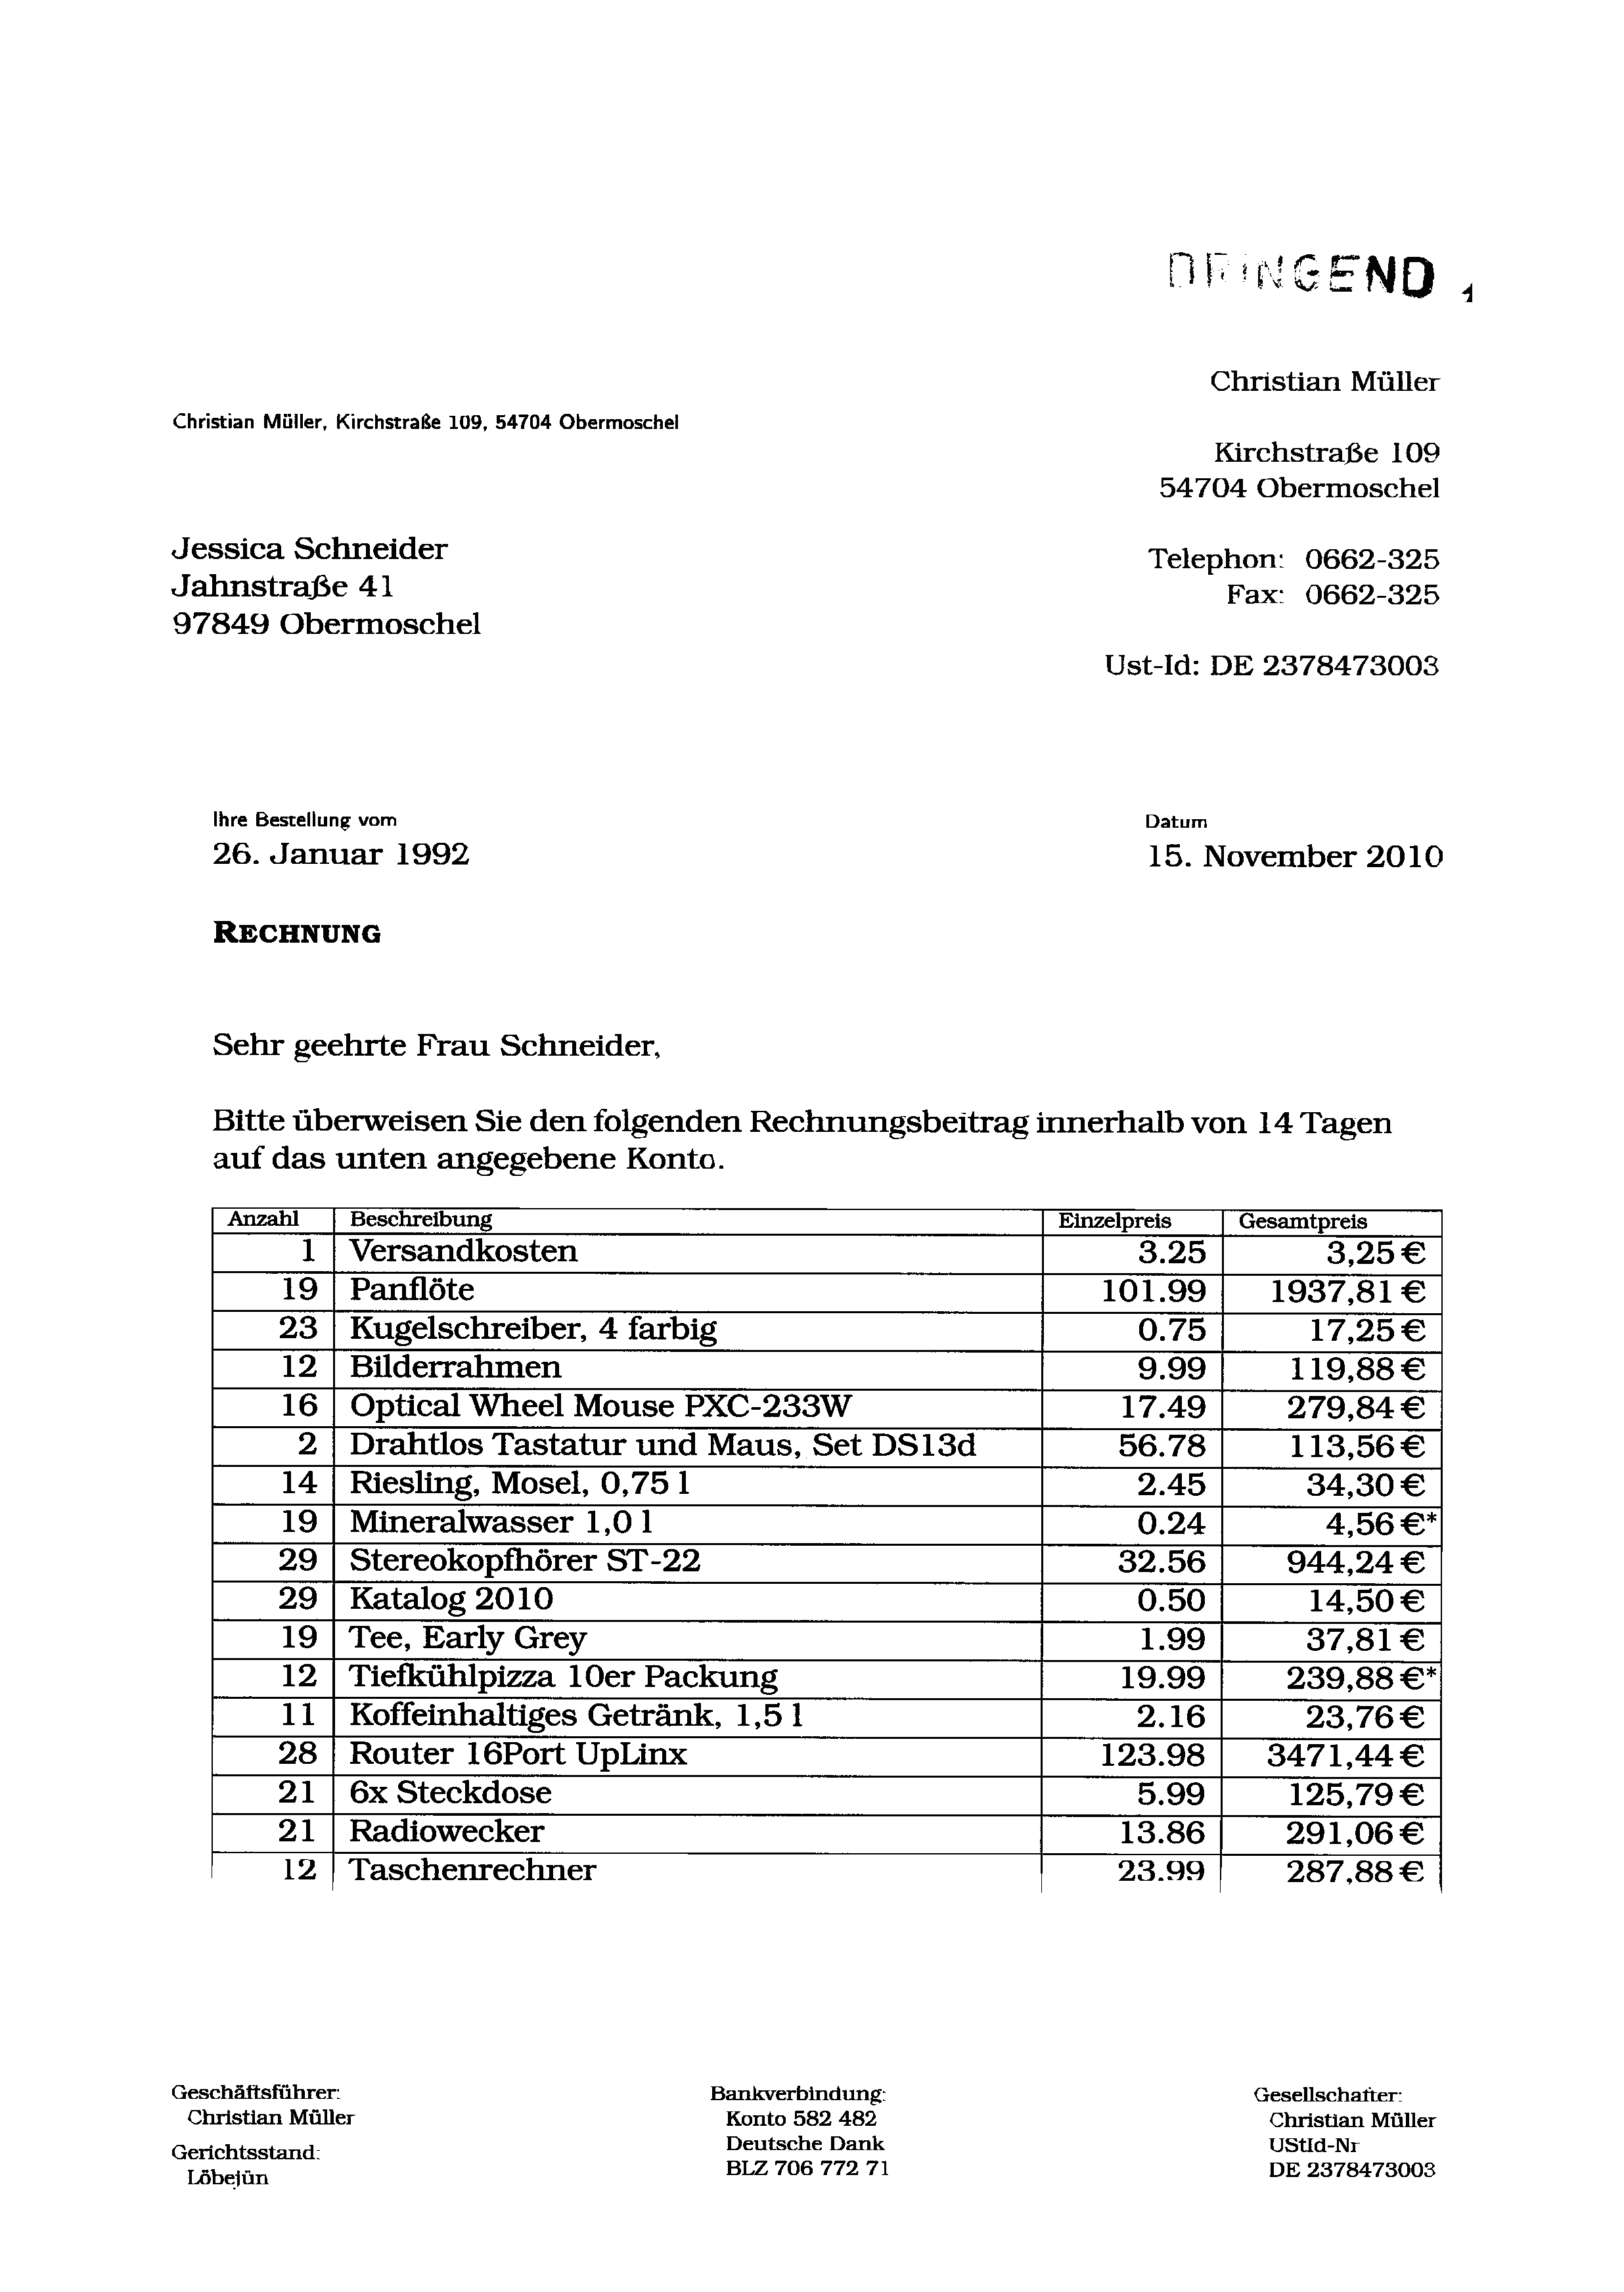 DRINGEND 1
Christian Müller
Christian Müller, Kirchstraße 109, 54704 Obermoschel
Kirchstraße 109
54704 Obermoschel
Jessica Schneider
Jahnstraße 41
97849 Obermoschel
Telephon: 0662-325
Fax: 0662-325
Ust-Id: DE 2378473003
Ihre Bestellung vom
26. Januar 1992
Datum
15. November 2010
RECHNUNG
Sehr geehrte Frau Schneider,
Bitte überweisen Sie den folgenden Rechnungsbeitrag innerhalb von 14 Tagen
auf das unten angegebene Konto.
Anzahl Beschreibung Einzelpreis Gesamtpreis
1 Versandkosten 3.25 3,25 €
19 Panflöte 101.99 1937,81 €
23 Kugelschreiber, 4 farbig 0.75 17,25 €
12 Bilderrahmen 9.99 119,88 €
16 Optical Wheel Mouse PXC-233W 17.49 279,84 €
2 Drahtlos Tastatur und Maus, Set DS13d 56.78 113,56 €
14 Riesling, Mosel, 0,75 l 2.45 34,30 €
19 Mineralwasser 1,0 l 0.24 4,56 €*
29 Stereokopfhörer ST-22 32.56 944,24 €
29 Katalog 2010 0.50 14,50 €
19 Tee, Early Grey 1.99 37,81 €
12 Tiefkühlpizza 10er Packung 19.99 239,88 €*
11 Koffeinhaltiges Getränk, 1,5 l 2.16 23,76 €
28 Router 16Port UpLinx 123.98 3471,44 €
21 6x Steckdose 5.99 125,79 €
21 Radiowecker 13.86 291,06 €
12 Taschenrechner 23.99 287,88 €
Geschäftsführer:
Christian Müller
Gerichtsstand:
Löbejün
Bankverbindung:
Konto 582 482
Deutsche Dank
BLZ 706 772 71
Gesellschafter:
Christian Müller
UStId-Nr
DE 2378473003